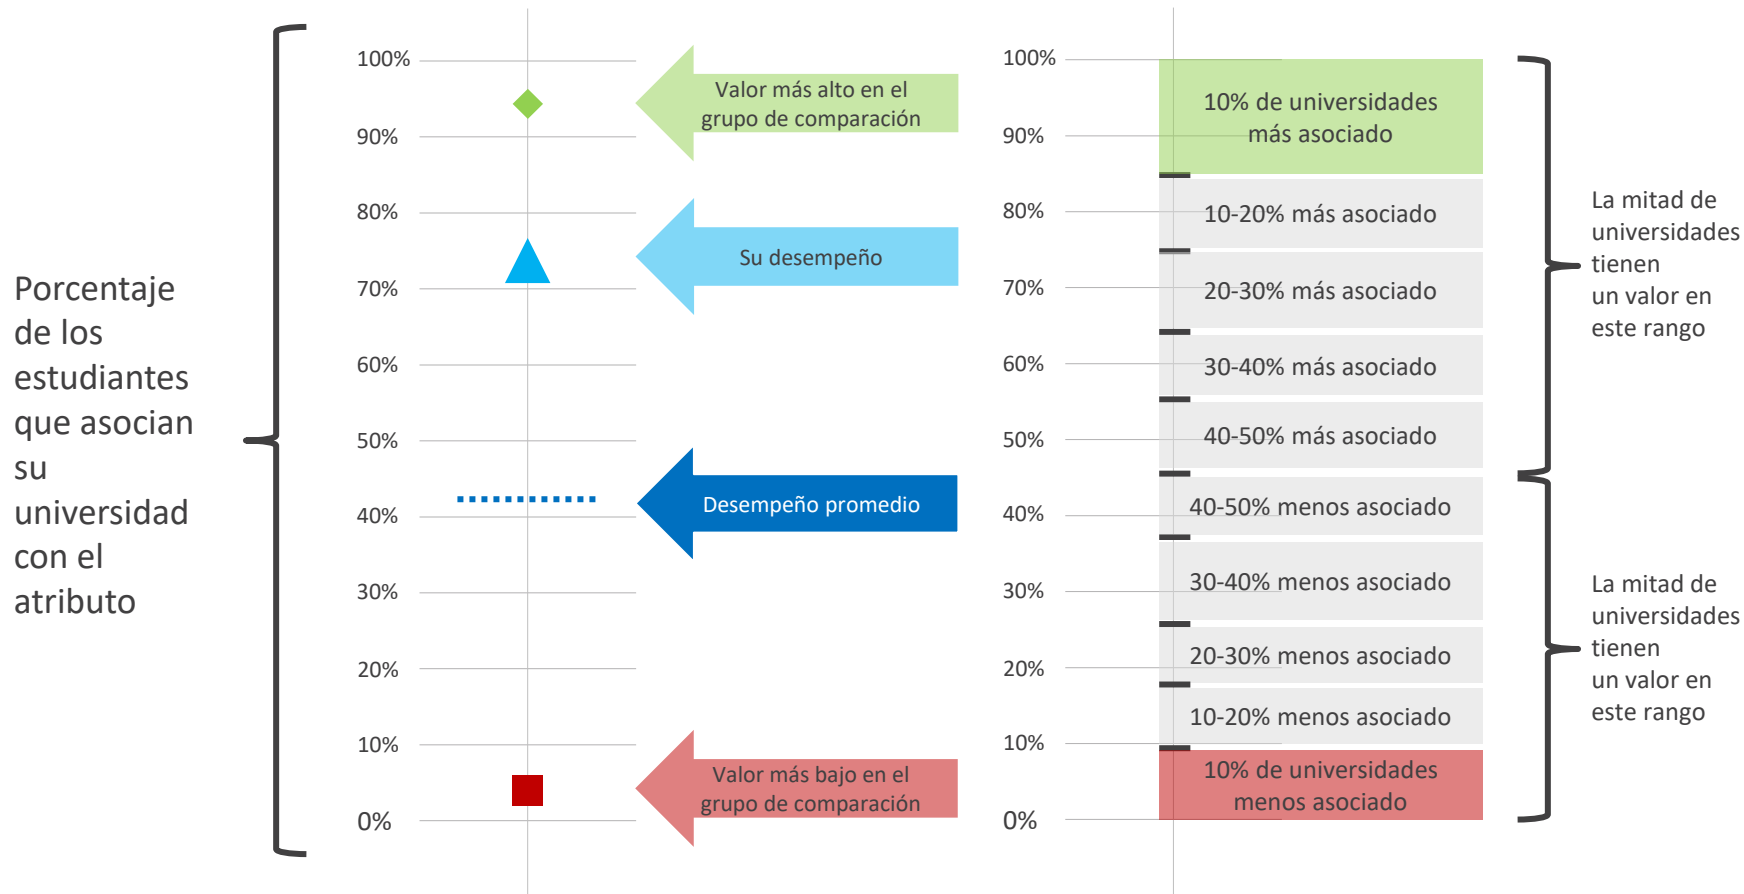 Porcentaje
de los
estudiantes
que asocian
su
universidad
con el
atributo
100%
90%
80%
70%
60%
50%
40%
30%
20%
10%
0%
Valor más alto en el
grupo de comparación
Su desempeño
Desempeño promedio
Valor más bajo en el
grupo de comparación
100%
90%
80%
70%
60%
50%
40%
30%
20%
10%
0%
10% de universidades
más asociado
10-20% más asociado
20-30% más asociado
30-40% más asociado
40-50% más asociado
40-50% menos asociado
30-40% menos asociado
20-30% menos asociado
10-20% menos asociado
10% de universidades
menos asociado
La mitad de
universidades
tienen
un valor en
este rango
La mitad de
universidades
tienen
un valor en
este rango